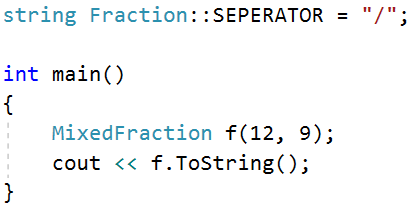 string Fraction::SEPERATOR = "/";
int main()
{
MixedFraction f(12, 9);
cout << f.ToString();
}